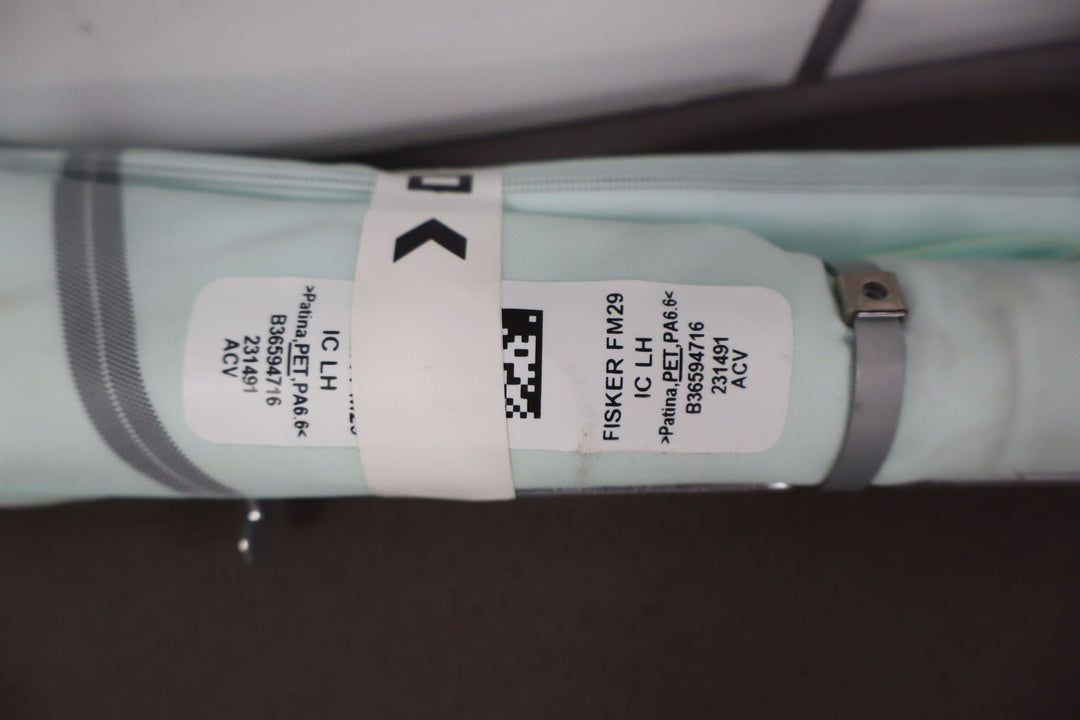 IC LH
>Patina,PET,PA6.6<
B36594716
231491
ACV
FISKER FM29
IC LH
>Patina,PET,PA6.6<
B36594716
231491
ACV